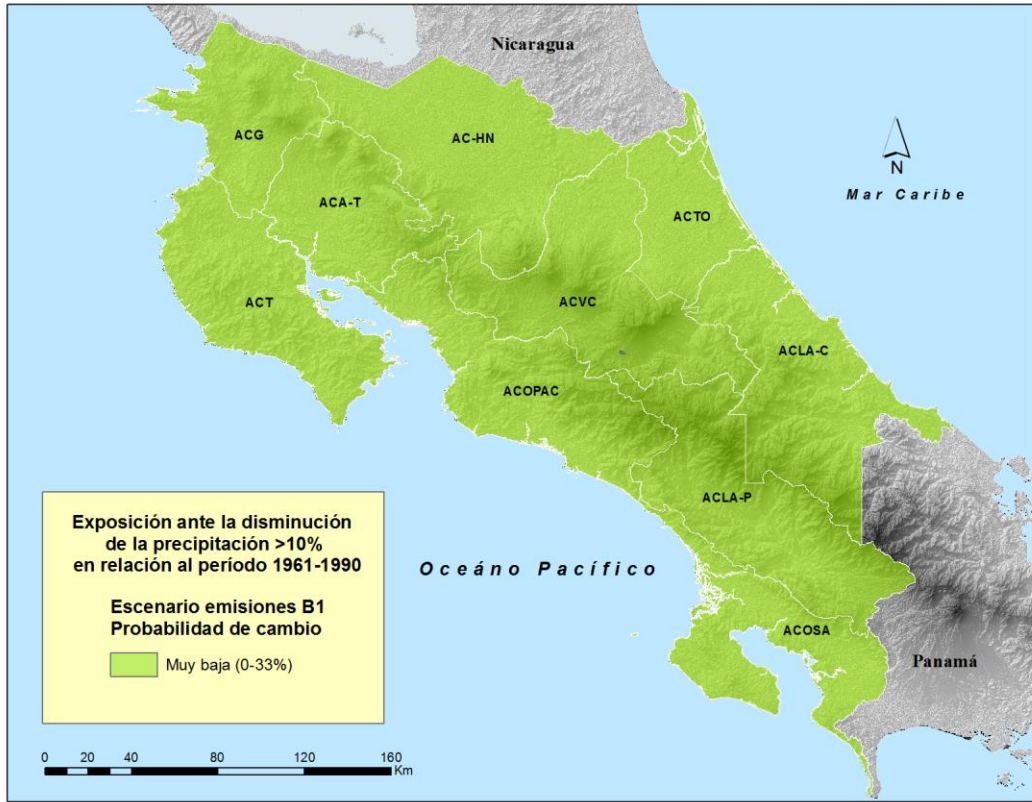 Nicaragua
ACG
AC-HN
N
Mar Caribe
ACA-T
ACTO
ACT
ACVC
ACLA-C
ACOPAC
ACLA-P
Exposición ante la disminución
de la precipitación >10%
en relación al período 1961-1990
Océano Pacífico
Escenario emisiones B1
Probabilidad de cambio
ACOSA
Muy baja (0-33%)
Panamá
0 20 40 80 120 160
Km